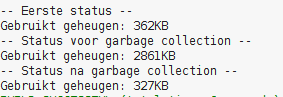 -- Eerste status --
Gebruikt geheugen: 362KB
-- Status voor garbage collection --
Gebruikt geheugen: 2861KB
-- Status na garbage collection --
Gebruikt geheugen: 327KB